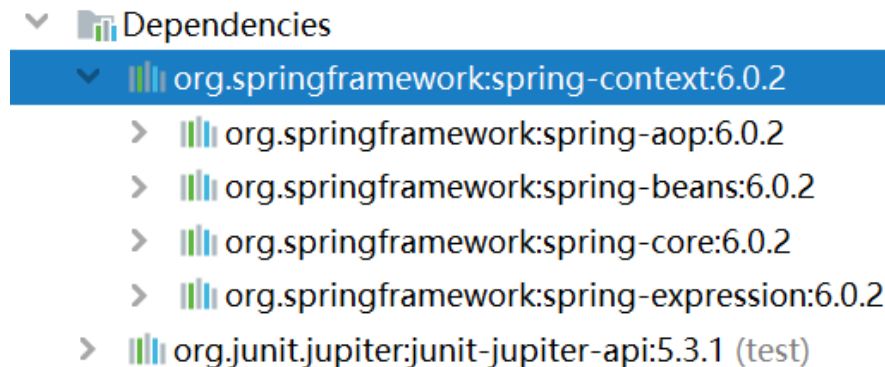 Dependencies
org.springframework:spring-context:6.0.2
org.springframework:spring-aop:6.0.2
org.springframework:spring-beans:6.0.2
org.springframework:spring-core:6.0.2
org.springframework:spring-expression:6.0.2
org.junit.jupiter:junit-jupiter-api:5.3.1 (test)